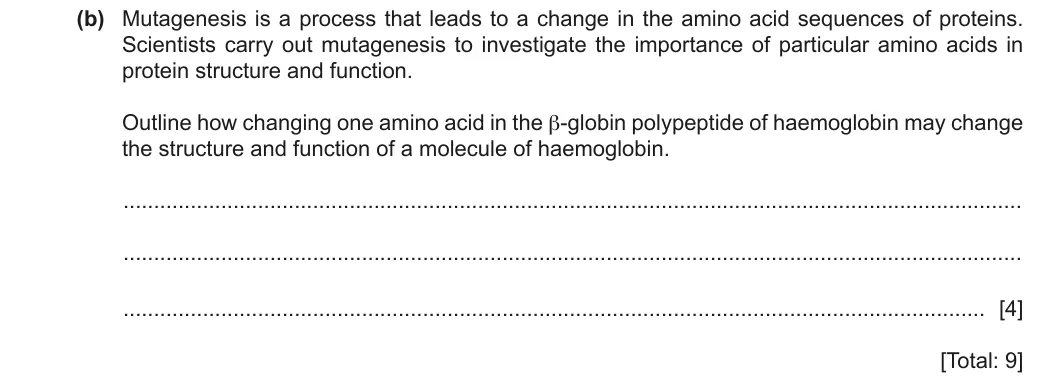 (b) Mutagenesis is a process that leads to a change in the amino acid sequences of proteins.
Scientists carry out mutagenesis to investigate the importance of particular amino acids in
protein structure and function.
Outline how changing one amino acid in the β-globin polypeptide of haemoglobin may change
the structure and function of a molecule of haemoglobin.
..........................................................................................................................................................
..........................................................................................................................................................
.................................................................................................................................................... [4]
[Total: 9]